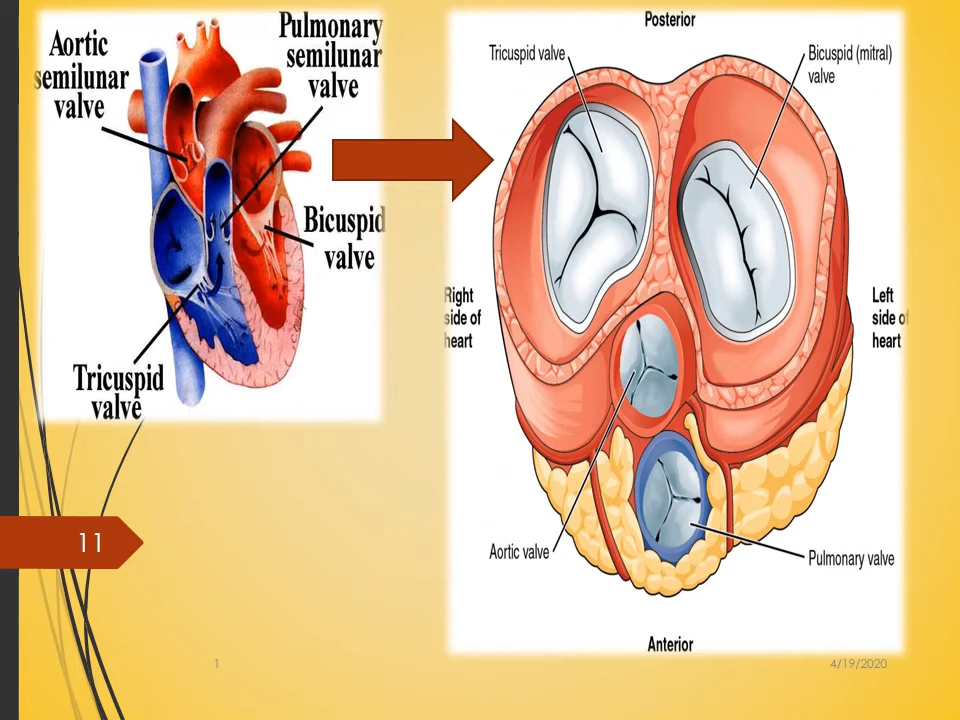 Aortic
semilunar
valve
Pulmonary
semilunar
valve
Bicuspid
valve
Tricuspid
valve
Posterior
Tricuspid valve
Bicuspid (mitral)
valve
Right
side of
heart
Left
side of
heart
Aortic valve
Pulmonary valve
Anterior
11
1
4/19/2020